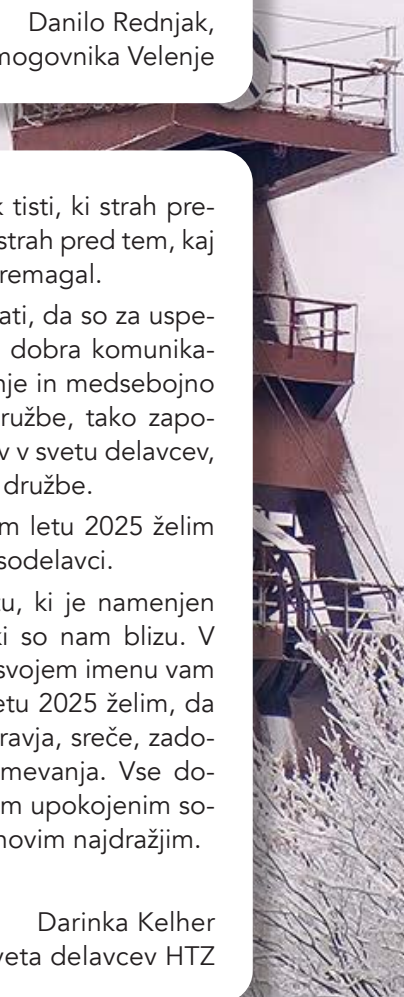 Danilo Rednjak,
mogovnika Velenje
k tisti, ki strah pre-
strah pred tem, kaj
remagal.
ati, da so za uspe-
dobra komunika-
nje in medsebojno
ružbe, tako zapo-
v v svetu delavcev,
družbe.
m letu 2025 želim
sodelavci.
u, ki je namenjen
ki so nam blizu. V
svojem imenu vam
etu 2025 želim, da
ravja, sreče, zado-
mevanja. Vse do-
m upokojenim so-
novim najdražjim.
Darinka Kelher
veta delavcev HTZ